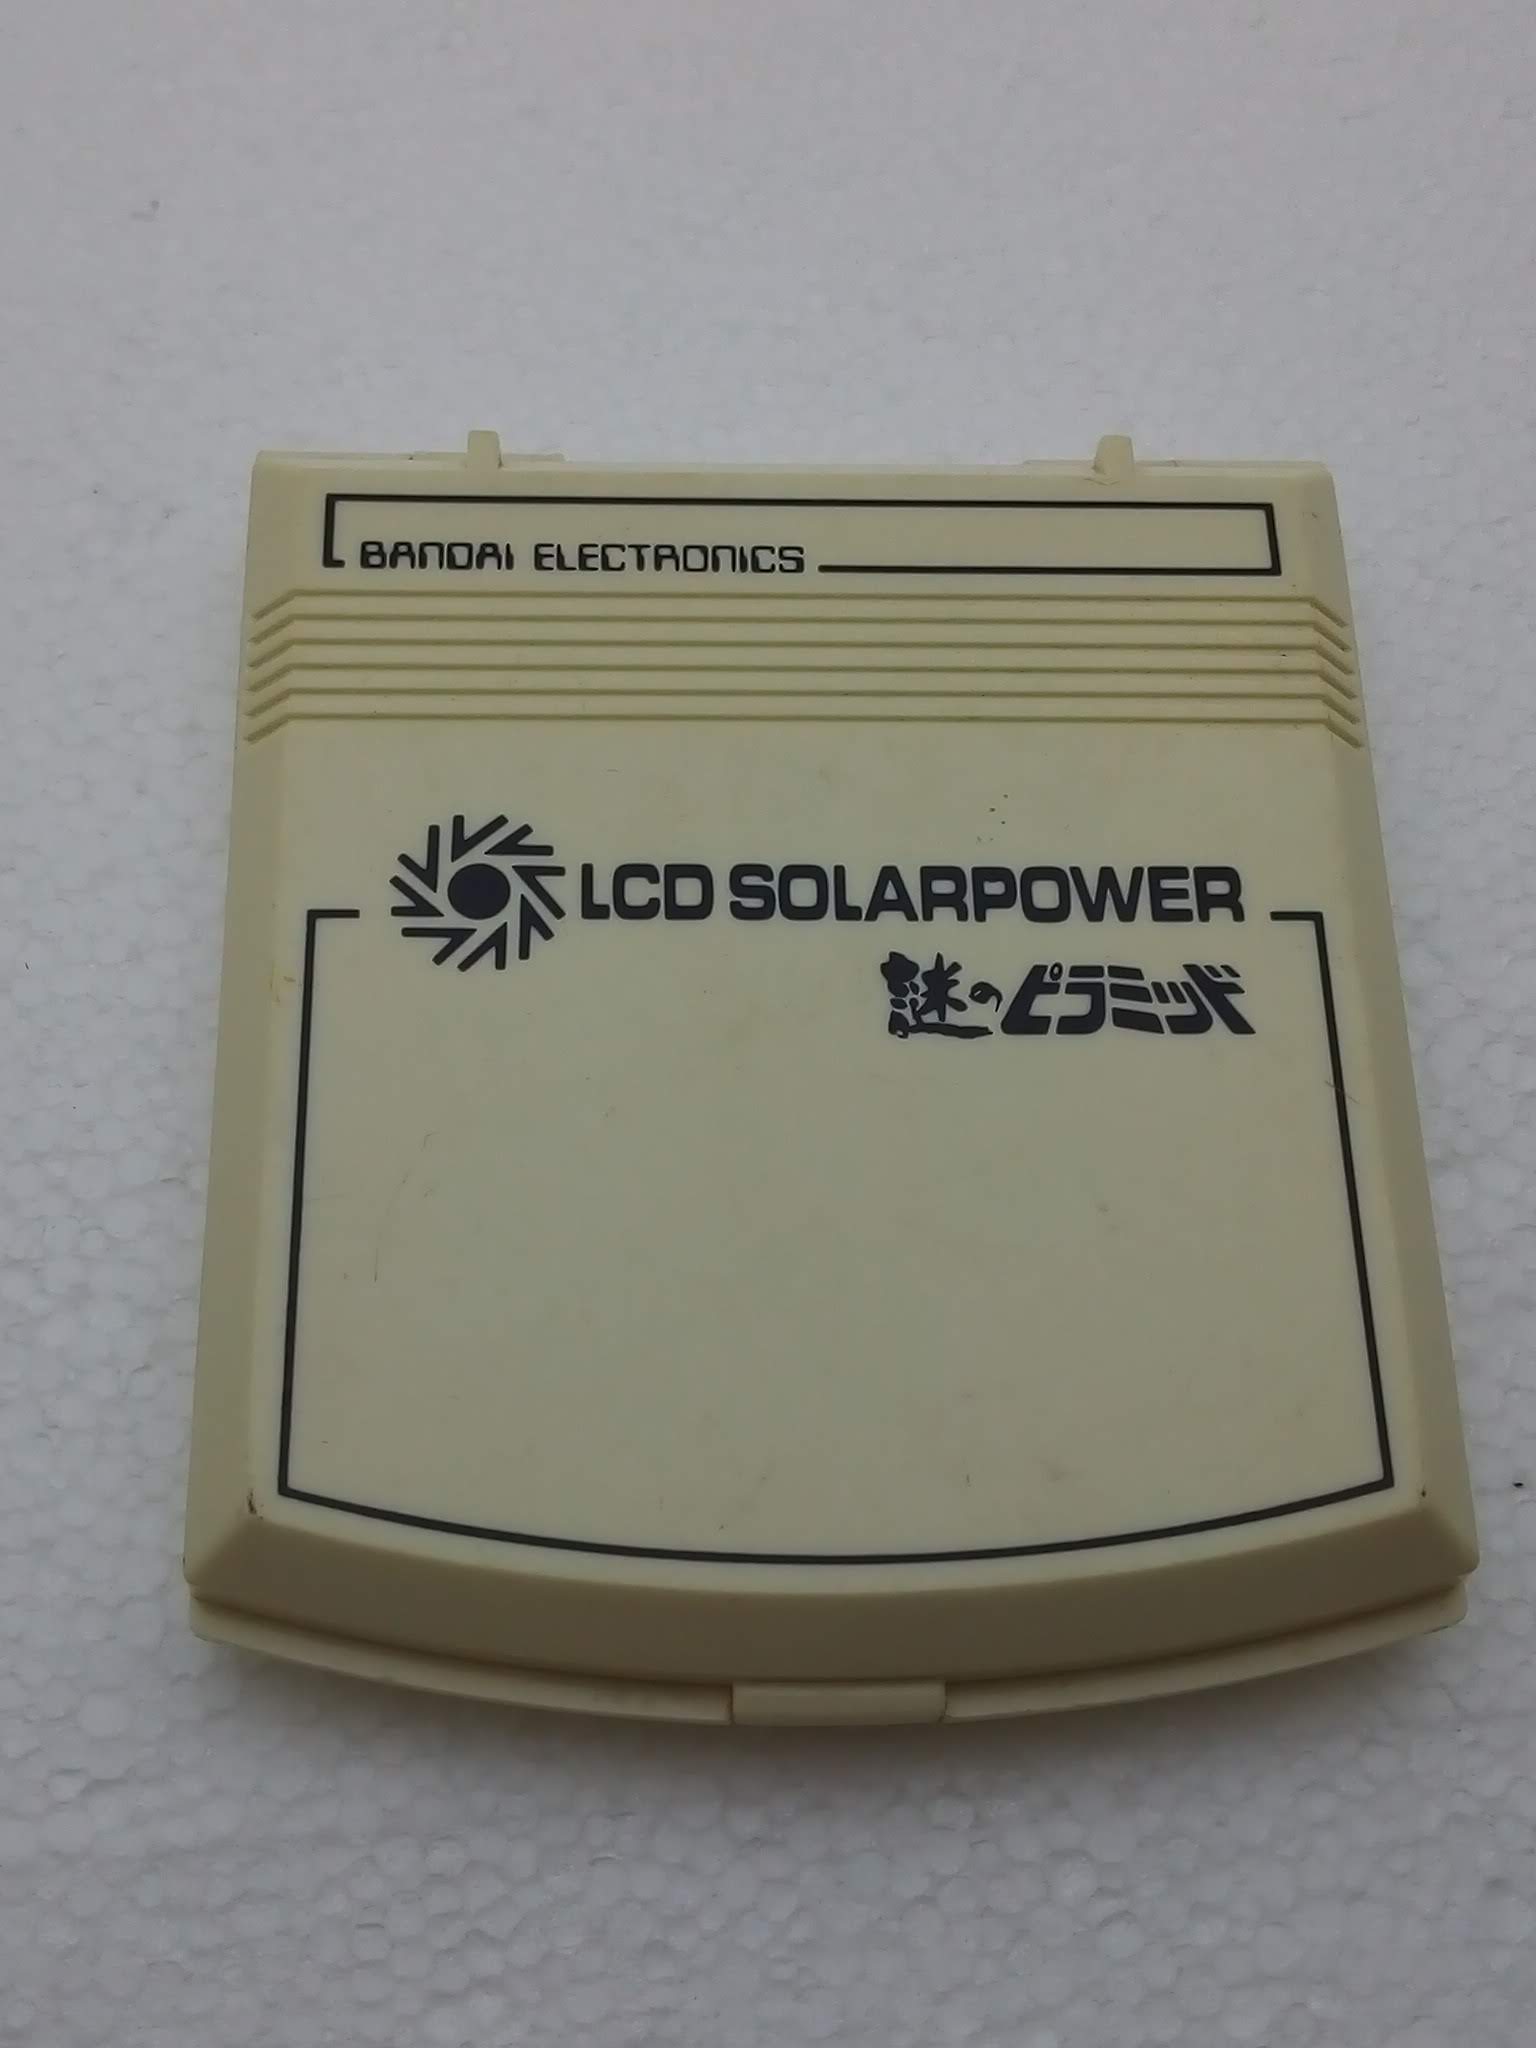 BANDAI ELECTRONICS
LCD SOLARPOWER
謎のピラミッド